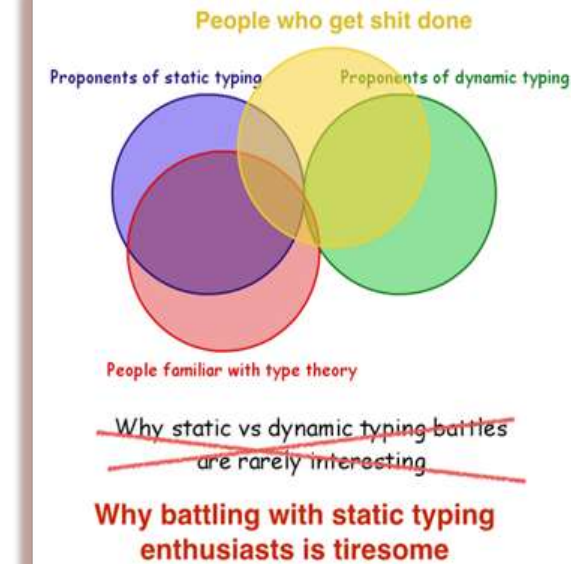 People who get shit done
Proponents of static typing
Proponents of dynamic typing
People familiar with type theory
Why static vs dynamic typing battles
are rarely interesting
Why battling with static typing
enthusiasts is tiresome